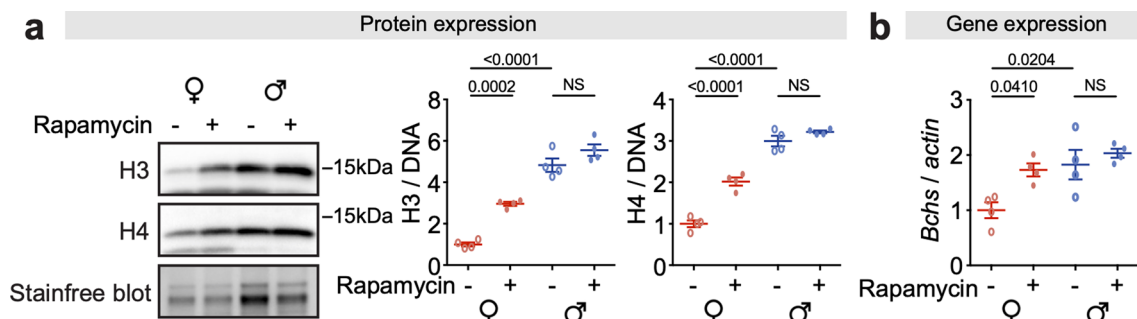 a Protein expression
<0.0001
0.0002 NS
8
6
4
2
0
H3 / DNA
<0.0001
<0.0001 NS
4
3
2
1
0
H4 / DNA
♀ ♂
Rapamycin - + - +
H3 –15kDa
H4 –15kDa
Stainfree blot
Rapamycin - + - +
♀ ♂
- + - +
♀ ♂
b Gene expression
0.0204
0.0410 NS
3
2
1
0
Bchs / actin
Rapamycin - + - +
♀ ♂